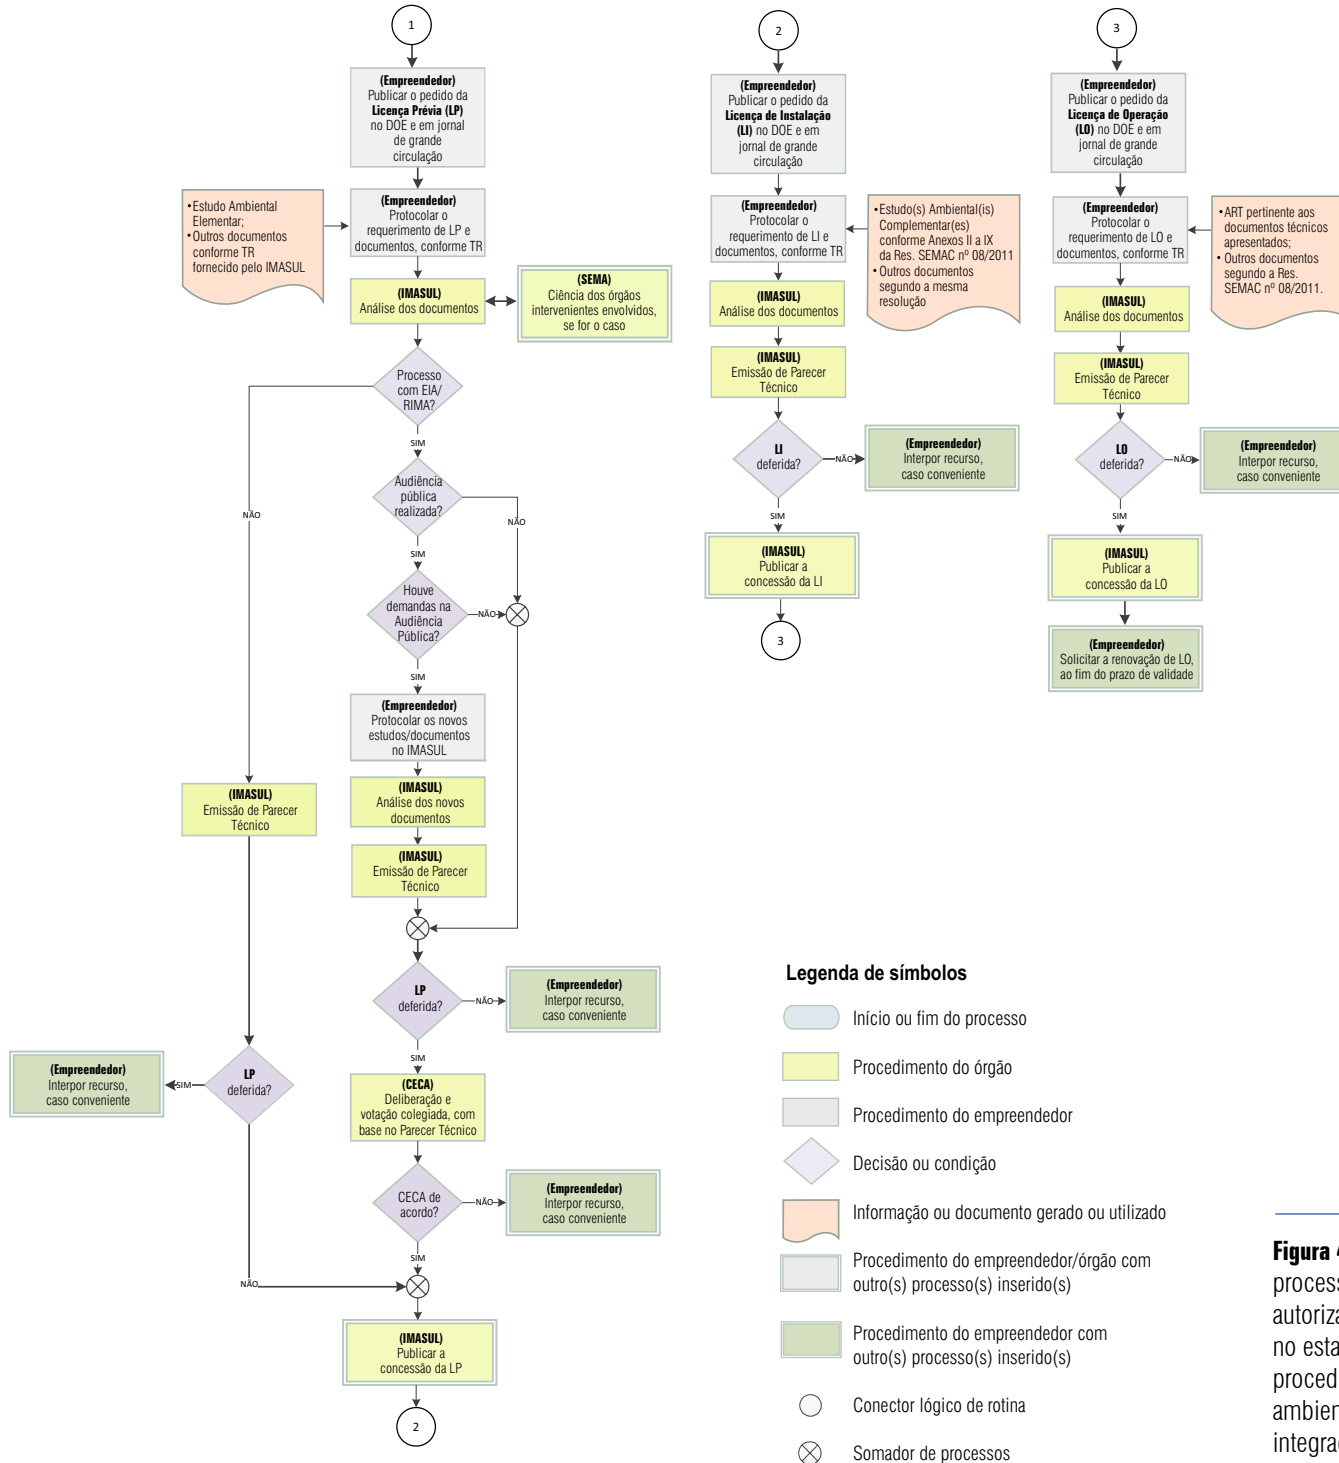 1
(Empreendedor)
Publicar o pedido da
Licença Prévia (LP)
no DOE e em jornal
de grande
circulação
•Estudo Ambiental
Elementar;
•Outros documentos
conforme TR
fornecido pelo IMASUL
(Empreendedor)
Protocolar o
requerimento de LP e
documentos, conforme TR
(IMASUL)
Análise dos documentos
(SEMA)
Ciência dos órgãos
intervenientes envolvidos,
se for o caso
Processo
com EIA/
RIMA?
SIM
NÃO
Audiência
pública
realizada?
NÃO
SIM
Houve
demandas na
Audiência
Pública?
NÃO
SIM
(Empreendedor)
Protocolar os novos
estudos/documentos
no IMASUL
(IMASUL)
Análise dos novos
documentos
(IMASUL)
Emissão de Parecer
Técnico
(IMASUL)
Emissão de Parecer
Técnico
LP
deferida?
NÃO
(Empreendedor)
Interpor recurso,
caso conveniente
SIM
(Empreendedor)
Interpor recurso,
caso conveniente
SIM
LP
deferida?
NÃO
(CECA)
Deliberação e
votação colegiada, com
base no Parecer Técnico
CECA de
acordo?
NÃO
(Empreendedor)
Interpor recurso,
caso conveniente
SIM
(IMASUL)
Publicar a
concessão da LP
2
2
(Empreendedor)
Publicar o pedido da
Licença de Instalação
(LI) no DOE e em
jornal de grande
circulação
(Empreendedor)
Protocolar o
requerimento de LI e
documentos, conforme TR
•Estudo(s) Ambiental(is)
Complementar(es)
conforme Anexos II a IX
da Res. SEMAC nº 08/2011
•Outros documentos
segundo a mesma
resolução
(IMASUL)
Análise dos documentos
(IMASUL)
Emissão de Parecer
Técnico
LI
deferida?
NÃO
(Empreendedor)
Interpor recurso,
caso conveniente
SIM
(IMASUL)
Publicar a
concessão da LI
3
3
(Empreendedor)
Publicar o pedido da
Licença de Operação
(LO) no DOE e em
jornal de grande
circulação
(Empreendedor)
Protocolar o
requerimento de LO e
documentos, conforme TR
•ART pertinente aos
documentos técnicos
apresentados;
•Outros documentos
segundo a Res.
SEMAC nº 08/2011.
(IMASUL)
Análise dos documentos
(IMASUL)
Emissão de Parecer
Técnico
LO
deferida?
NÃO
(Empreendedor)
Interpor recurso,
caso conveniente
SIM
(IMASUL)
Publicar a
concessão da LO
(Empreendedor)
Solicitar a renovação de LO,
ao fim do prazo de validade
Legenda de símbolos
Início ou fim do processo
Procedimento do órgão
Procedimento do empreendedor
Decisão ou condição
Informação ou documento gerado ou utilizado
Procedimento do empreendedor/órgão com
outro(s) processo(s) inserido(s)
Procedimento do empreendedor com
outro(s) processo(s) inserido(s)
Conector lógico de rotina
Somador de processos
Figura
process
autoriza
no esta
proced
ambien
integra